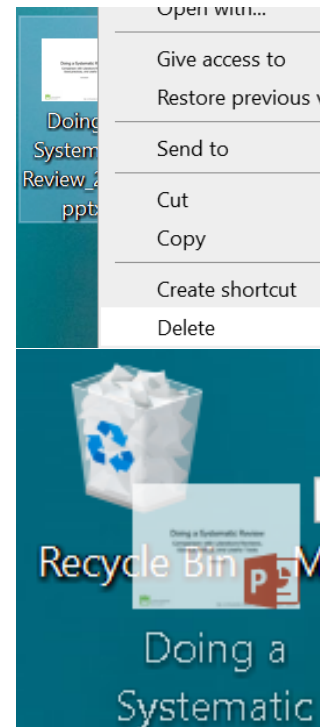 Open with...
Give access to
Restore previous
Doing
System
Review_
ppt
Send to
Cut
Copy
Create shortcut
Delete
Doing a Systematic Review
Recycle Bin
P
Doing a
Systematic